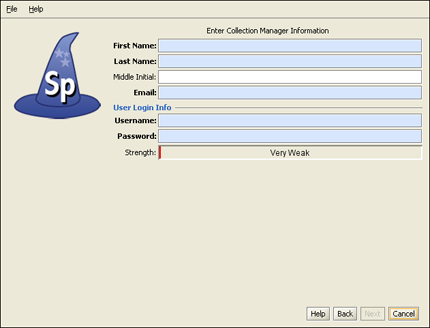 File Help
Enter Collection Manager Information
Sp
First Name:
Last Name:
Middle Initial:
Email:
User Login Info
Username:
Password:
Strength: Very Weak
Help Back Next Cancel